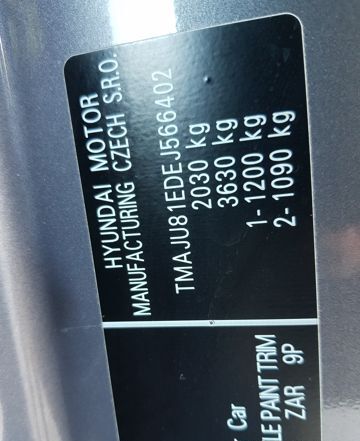 HYUNDAI MOTOR
MANUFACTURING CZECH S.R.O.
TMAJU81EDEJ566402
2030 kg
3630 kg
1- 1200 kg
2- 1090 kg
Car
PAINT TRIM
ZAR 9P